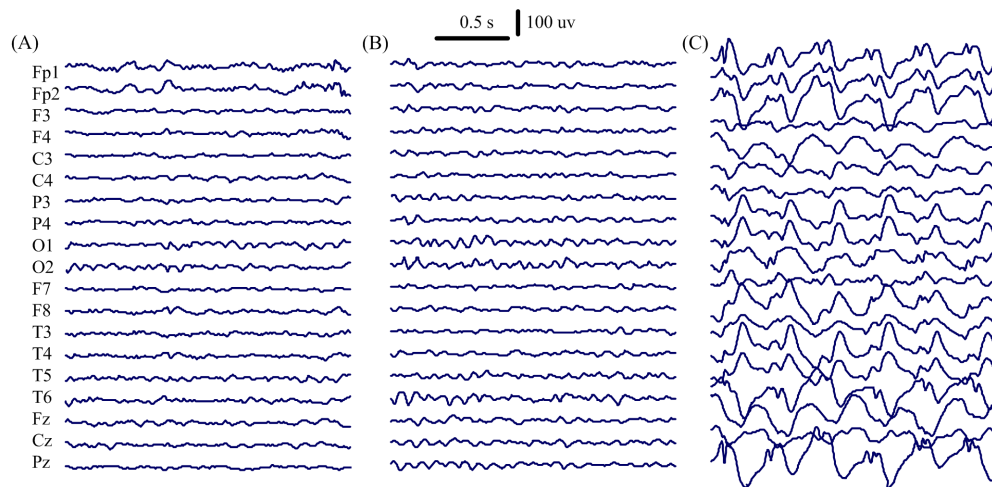 0.5 s 100 uv
(A) (B) (C)
Fp1
Fp2
F3
F4
C3
C4
P3
P4
O1
O2
F7
F8
T3
T4
T5
T6
Fz
Cz
Pz